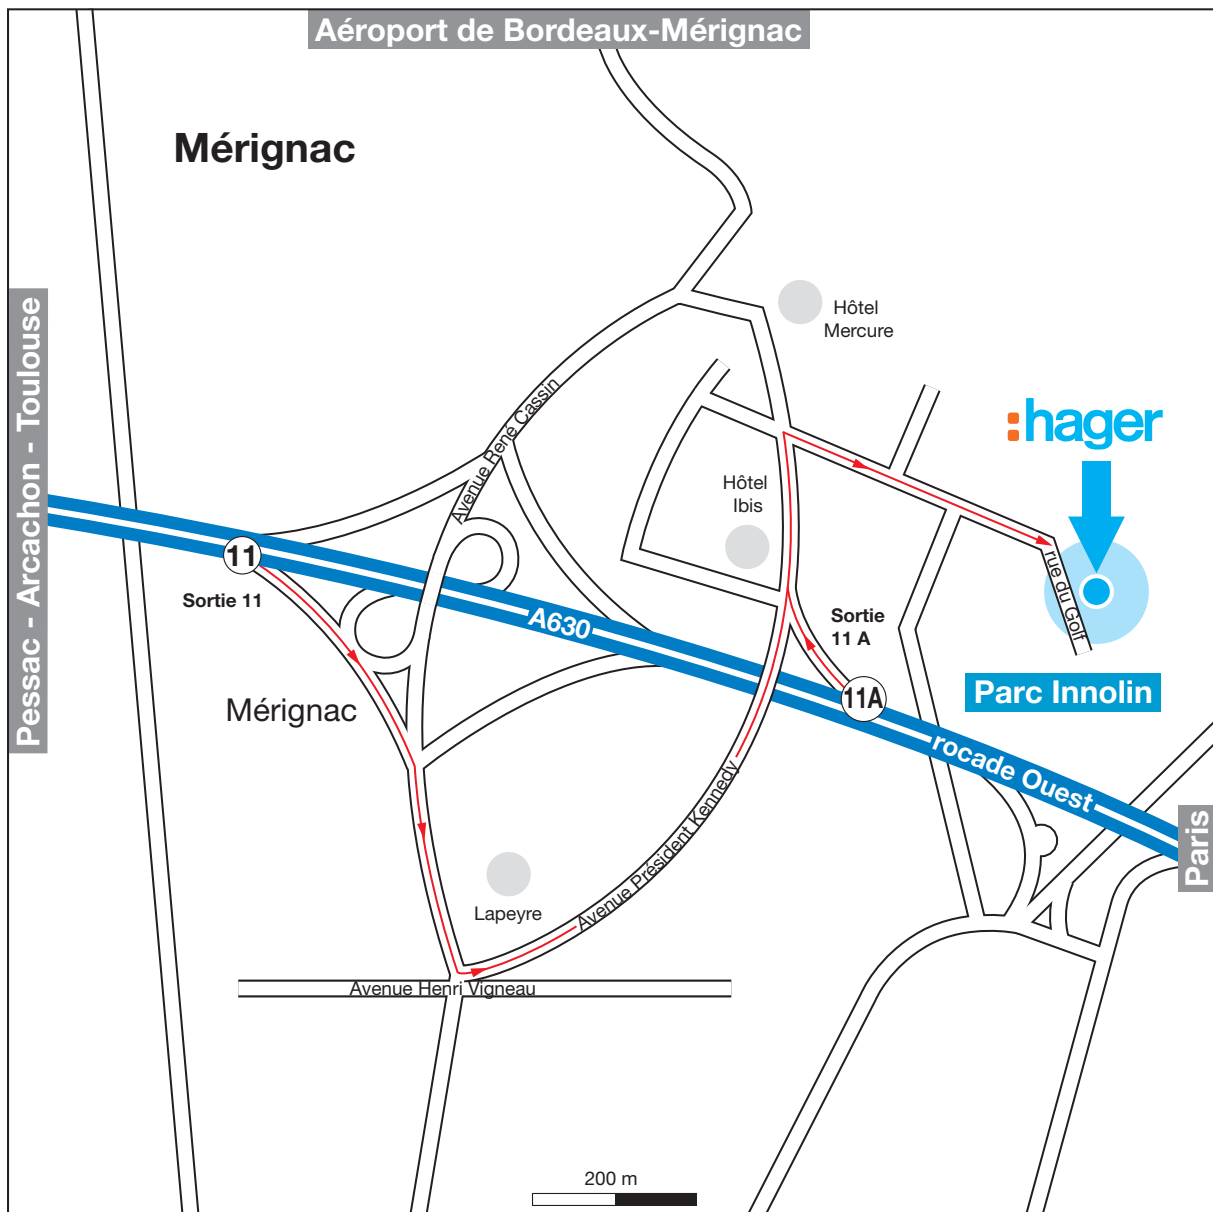 Aéroport de Bordeaux-Mérignac
Mérignac
Pessac - Arcachon - Toulouse
Hôtel
Mercure
Avenue René Cassin
:hager
Hôtel
Ibis
11
Sortie 11
A630
Sortie
11 A
rue du Golf
Mérignac
11A
Parc Innolin
rocade Ouest
Avenue Président Kennedy
Paris
Lapeyre
Avenue Henri Vigneau
200 m